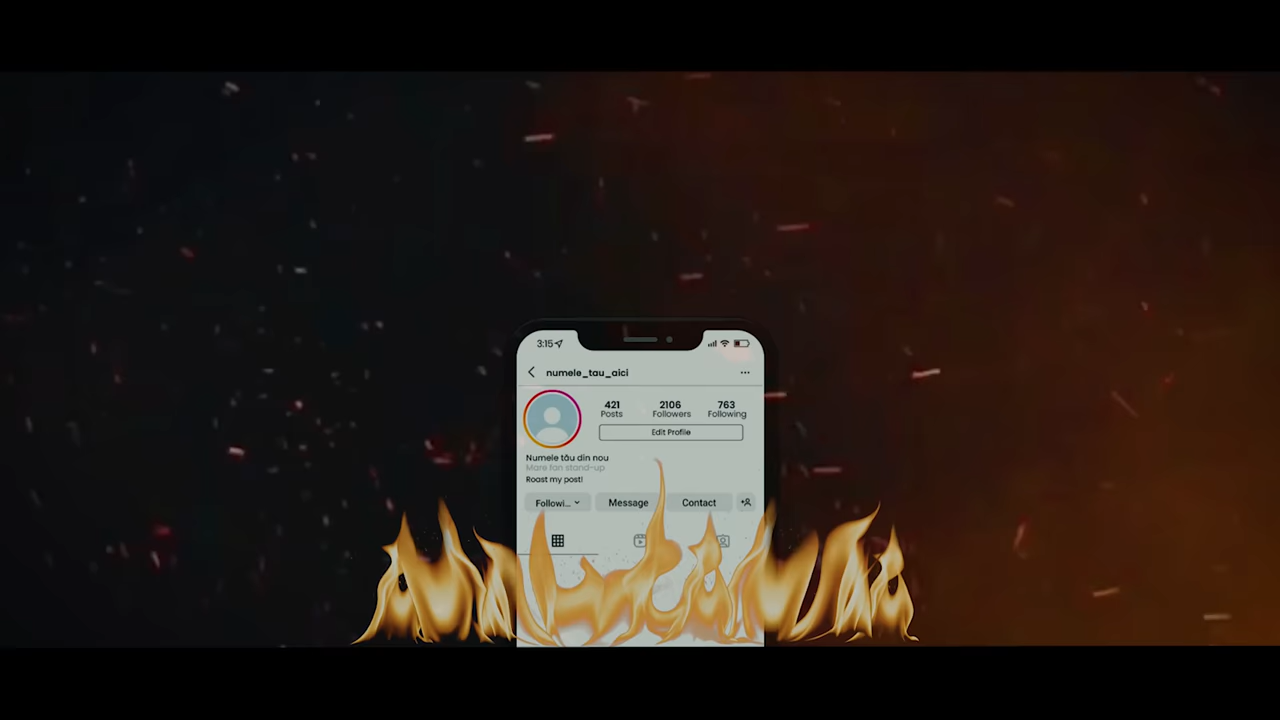 3:15
numele_tau_aici
421 2106 763
Posts Followers Following
Edit Profile
Numele tău din nou
Mare fan stand-up
Roast my post!
Followi... Message Contact